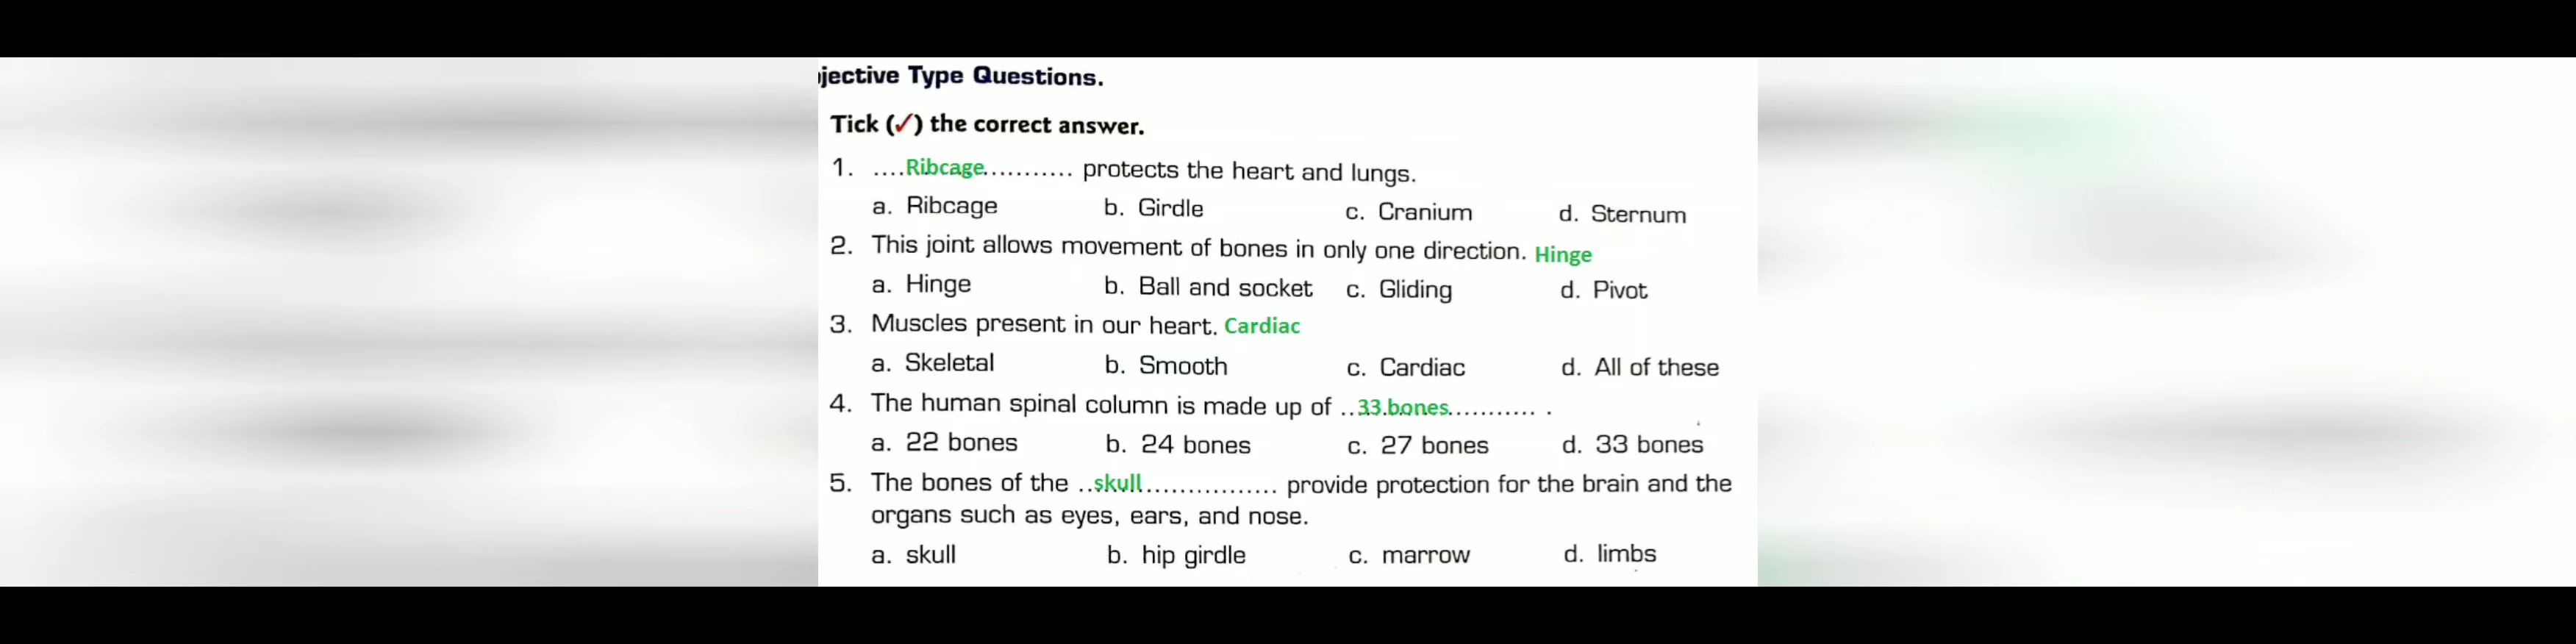 jective Type Questions.
Tick (✓) the correct answer.
1. ....Ribcage............ protects the heart and lungs.
a. Ribcage b. Girdle c. Cranium d. Sternum
2. This joint allows movement of bones in only one direction. Hinge
a. Hinge b. Ball and socket c. Gliding d. Pivot
3. Muscles present in our heart. Cardiac
a. Skeletal b. Smooth c. Cardiac d. All of these
4. The human spinal column is made up of ..33 bones............ .
a. 22 bones b. 24 bones c. 27 bones d. 33 bones
5. The bones of the ..skull.................... provide protection for the brain and the
organs such as eyes, ears, and nose.
a. skull b. hip girdle c. marrow d. limbs